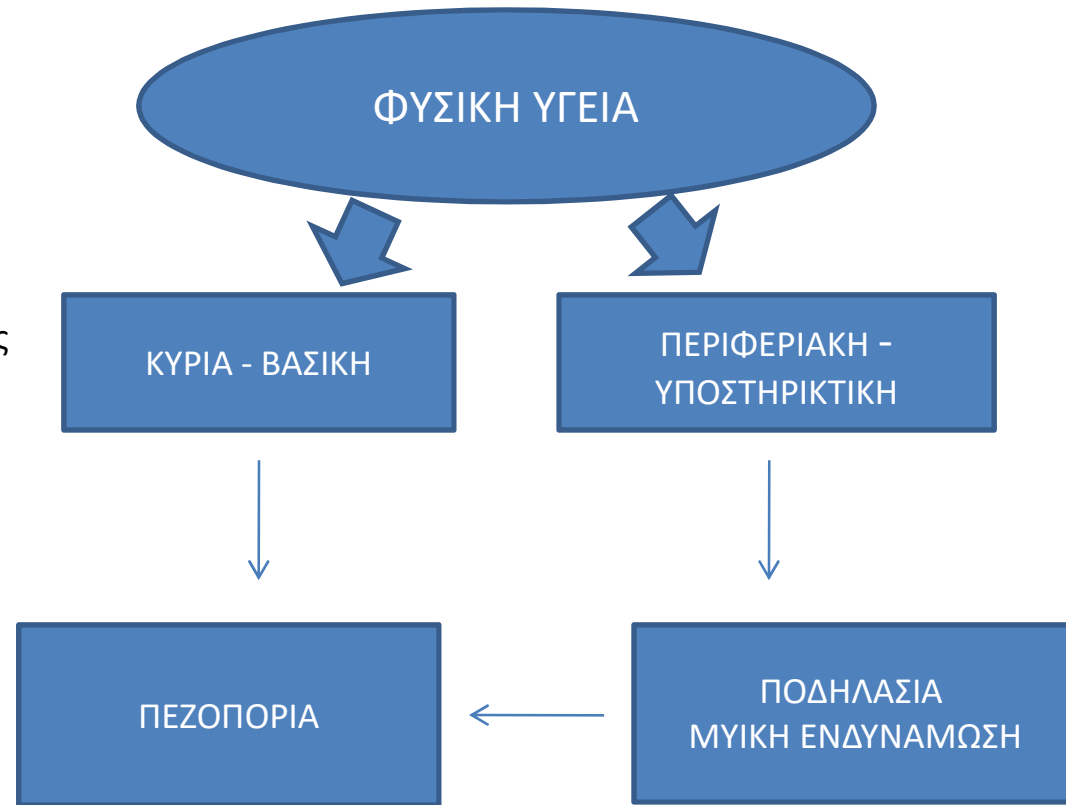 ΦΥΣΙΚΗ ΥΓΕΙΑ
ς
ΚΥΡΙΑ - ΒΑΣΙΚΗ
ΠΕΡΙΦΕΡΙΑΚΗ -
ΥΠΟΣΤΗΡΙΚΤΙΚΗ
ΠΕΖΟΠΟΡΙΑ
ΠΟΔΗΛΑΣΙΑ
ΜΥΙΚΗ ΕΝΔΥΝΑΜΩΣΗ